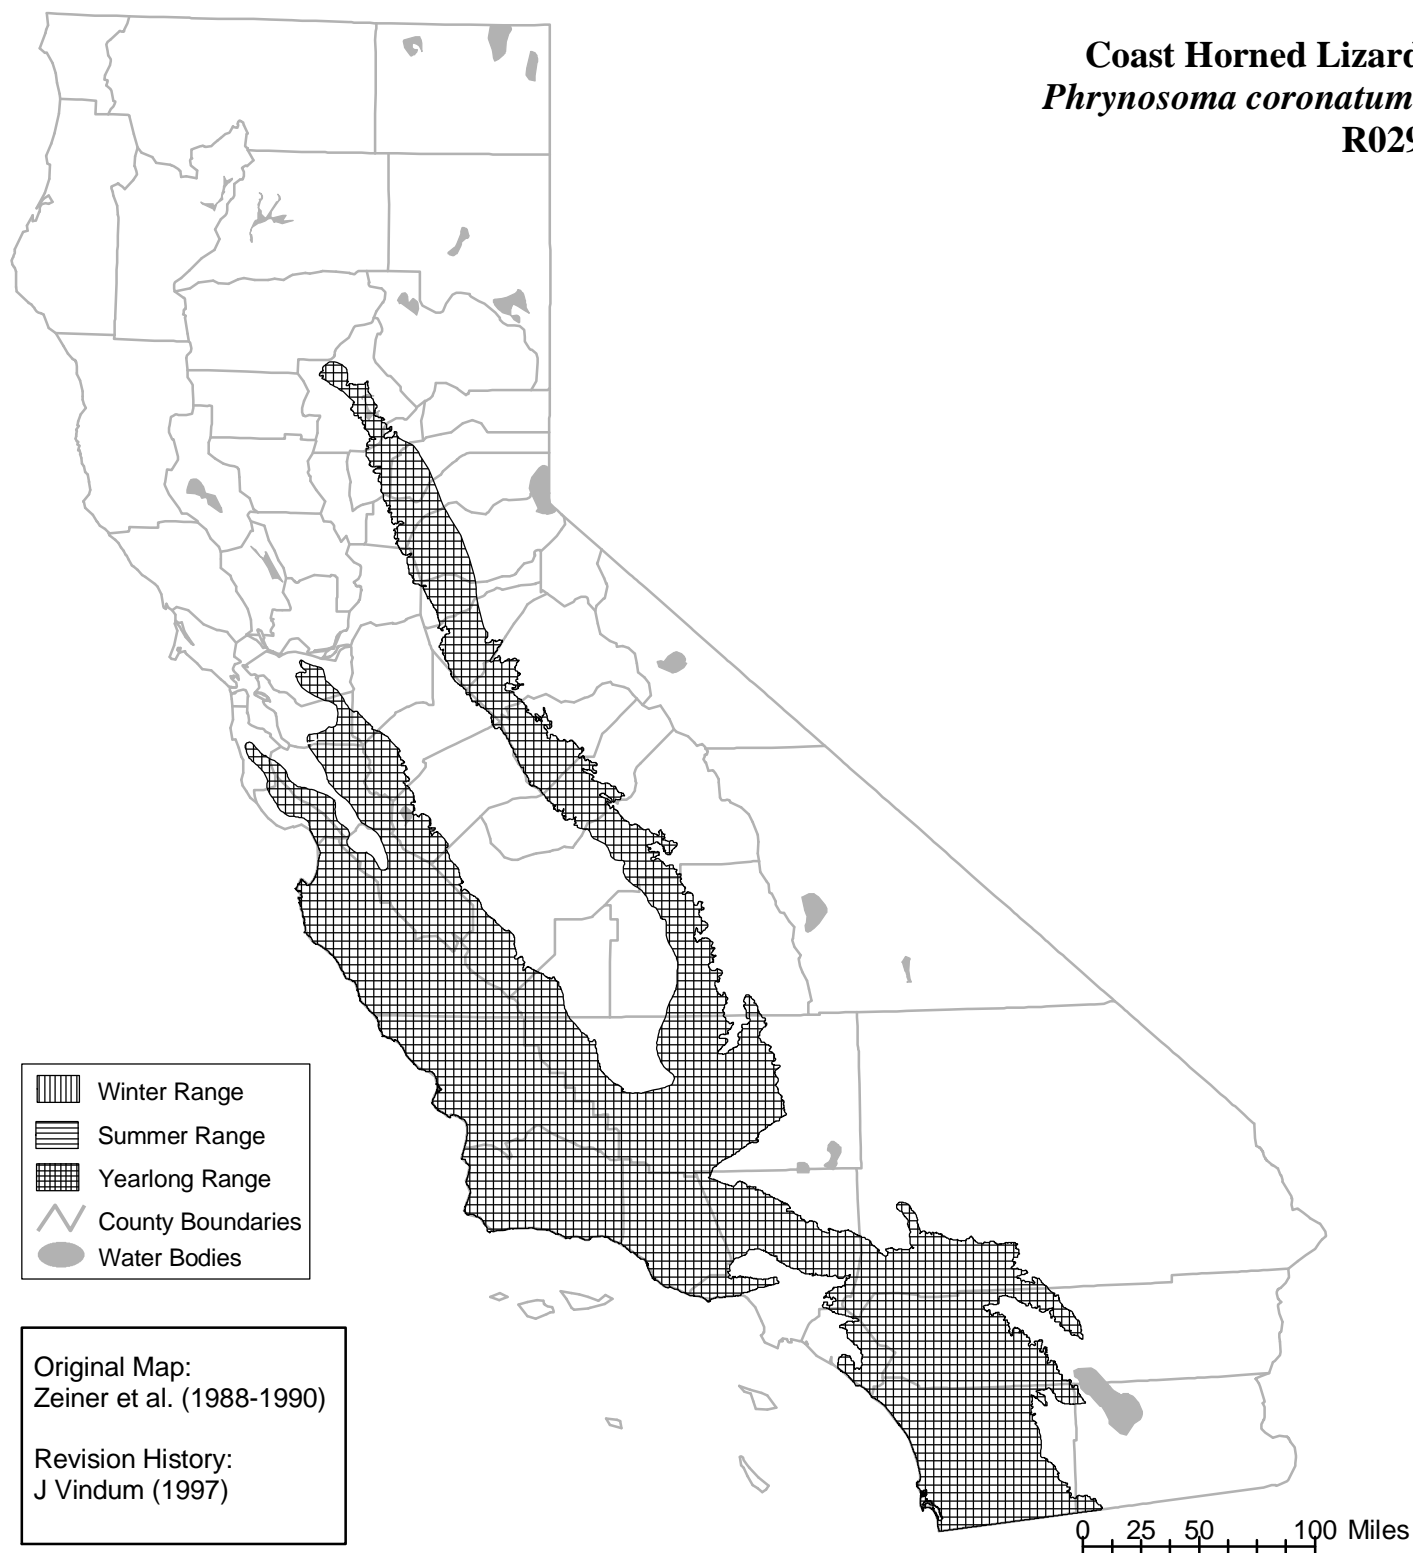 Coast Horned Lizard
Phrynosoma coronatum
R029
Winter Range
Summer Range
Yearlong Range
County Boundaries
Water Bodies
Original Map:
Zeiner et al. (1988-1990)
Revision History:
J Vindum (1997)
0 25 50 100 Miles